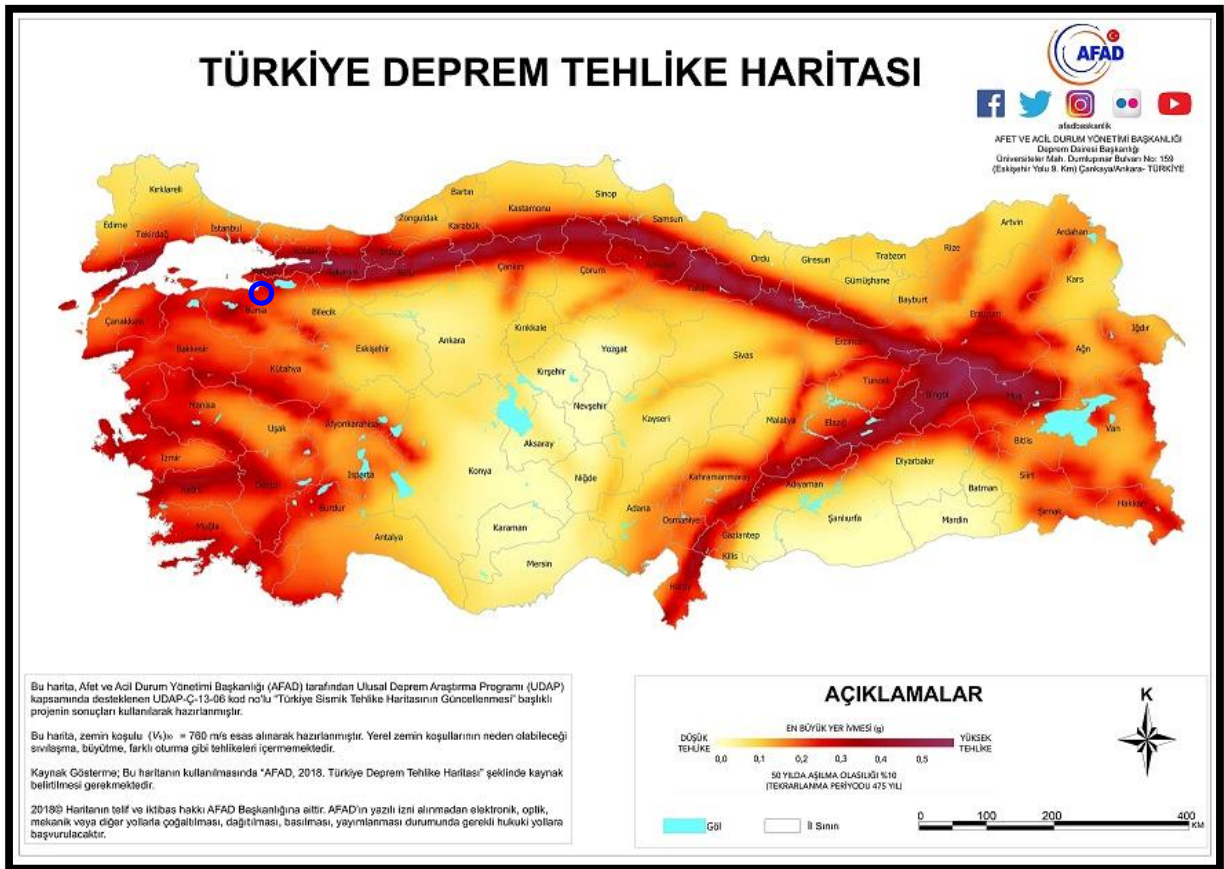 TÜRKİYE DEPREM TEHLİKE HARİTASI
AFAD
afadbaskanlik
AFET VE ACİL DURUM YÖNETİMİ BAŞKANLIĞI
Deprem Dairesi Başkanlığı
Üniversiteler Mah. Dumlupınar Bulvarı No: 159
(Eskişehir Yolu 9. Km) Çankaya/Ankara- TÜRKİYE
Kırklareli
Edirne
Tekirdağ
İstanbul
Bartın
Kastamonu
Sinop
Zonguldak
Karabük
Samsun
Artvin
Ardahan
Rize
Trabzon
Ordu
Giresun
Gümüşhane
Bayburt
Kars
Çankırı
Çorum
Çanakkale
Bursa
Bilecik
Erzurum
Iğdır
Ankara
Kırıkkale
Erzincan
Ağrı
Balıkesir
Eskişehir
Yozgat
Sivas
Kütahya
Kırşehir
Tunceli
Bingöl
Muş
Manisa
Nevşehir
Uşak
Afyonkarahisar
Kayseri
Malatya
Elazığ
Van
Aksaray
Bitlis
İzmir
Konya
Niğde
Diyarbakır
Isparta
Kahramanmaraş
Siirt
Adıyaman
Batman
Denizli
Burdur
Adana
Osmaniye
Şanlıurfa
Mardin
Şırnak
Hakkari
Muğla
Antalya
Karaman
Gaziantep
Kilis
Mersin
Hatay
Bu harita, Afet ve Acil Durum Yönetimi Başkanlığı (AFAD) tarafından Ulusal Deprem Araştırma Programı (UDAP)
kapsamında desteklenen UDAP-Ç-13-06 kod no'lu "Türkiye Sismik Tehlike Haritasının Güncellenmesi" başlıklı
projenin sonuçları kullanılarak hazırlanmıştır.
Bu harita, zemin koşulu (Vₛ)₃₀ = 760 m/s esas alınarak hazırlanmıştır. Yerel zemin koşullarının neden olabileceği
sıvılaşma, büyütme, farklı oturma gibi tehlikeleri içermemektedir.
Kaynak Gösterme; Bu haritanın kullanılmasında "AFAD, 2018. Türkiye Deprem Tehlike Haritası" şeklinde kaynak
belirtilmesi gerekmektedir.
2018© Haritanın telif ve iktibas hakkı AFAD Başkanlığına aittir. AFAD'ın yazılı izni alınmadan elektronik, optik,
mekanik veya diğer yollarla çoğaltılması, dağıtılması, basılması, yayımlanması durumunda gerekli hukuki yollara
başvurulacaktır.
AÇIKLAMALAR
EN BÜYÜK YER İVMESİ (g)
DÜŞÜK
TEHLİKE
YÜKSEK
TEHLİKE
0,0 0,1 0,2 0,3 0,4 0,5
50 YILDA AŞILMA OLASILIĞI %10
(TEKRARLANMA PERİYODU 475 YIL)
Göl
İl Sınırı
K
0 100 200 400
KM